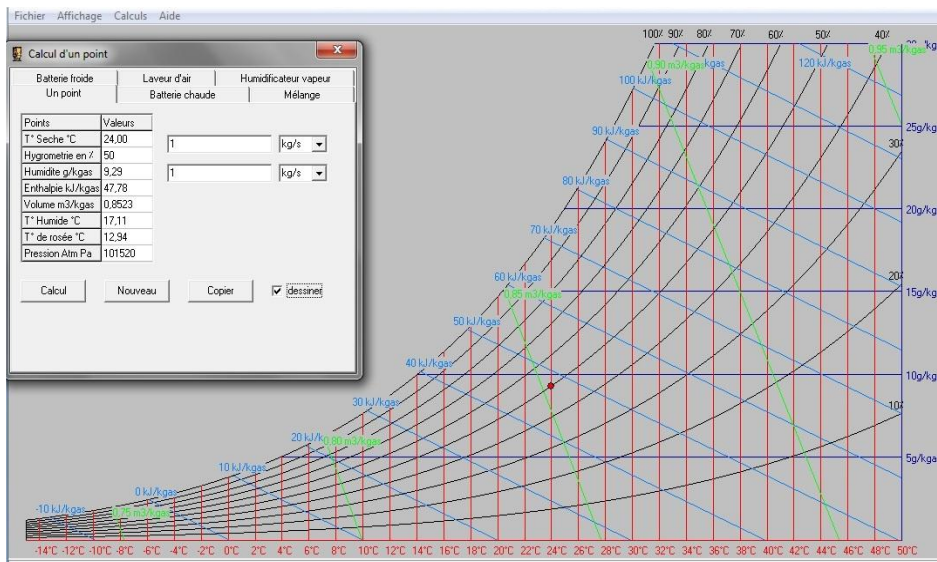 Fichier Affichage Calculs Aide
Calcul d'un point
Batterie froide Laveur d'air Humidificateur vapeur
Un point Batterie chaude Mélange
Points Valeurs
T° Seche °C 24,00
Hygrometrie en % 50
Humidite g/kgas 9,29
Enthalpie kJ/kgas 47,78
Volume m3/kgas 0,8523
T° Humide °C 17,11
T° de rosée °C 12,94
Pression Atm Pa 101520
1 kg/s
1 kg/s
Calcul Nouveau Copier dessiner
100% 90% 80% 70% 60% 50% 40%
0,95 m3/kgas
0,90 m3/kgas
120 kJ/kgas
100 kJ/kgas
25g/kg
90 kJ/kgas
30%
80 kJ/kgas
20g/kg
70 kJ/kgas
60 kJ/kgas
20%
0,85 m3/kgas
15g/kg
50 kJ/kgas
40 kJ/kgas
10g/kg
30 kJ/kgas
10%
20 kJ/k
0,80 m3/kgas
5g/kga
10 kJ/kgas
0 kJ/kgas
-10 kJ/kgas
0,75 m3/kgas
-14°C -12°C -10°C -8°C -6°C -4°C -2°C 0°C 2°C 4°C 6°C 8°C 10°C 12°C 14°C 16°C 18°C 20°C 22°C 24°C 26°C 28°C 30°C 32°C 34°C 36°C 38°C 40°C 42°C 44°C 46°C 48°C 50°C